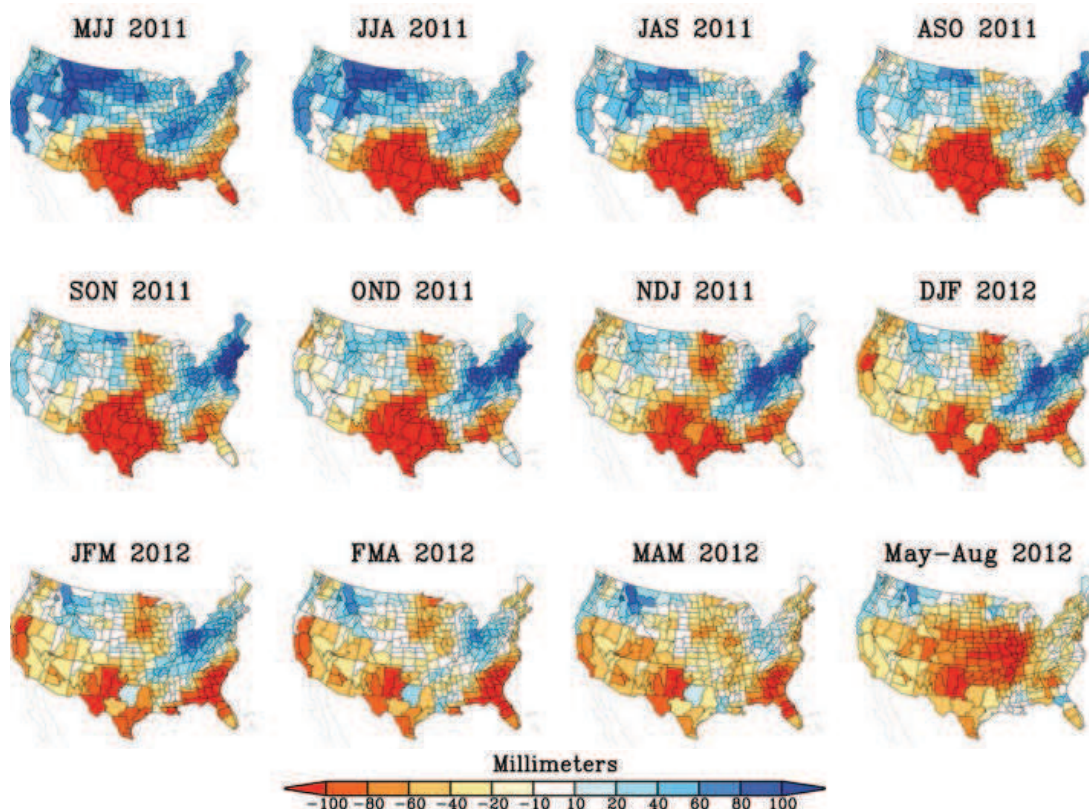 MJJ 2011 JJA 2011 JAS 2011 ASO 2011
SON 2011 OND 2011 NDJ 2011 DJF 2012
JFM 2012 FMA 2012 MAM 2012 May-Aug 2012
Millimeters
-100 -80 -60 -40 -20 -10 10 20 40 60 80 100